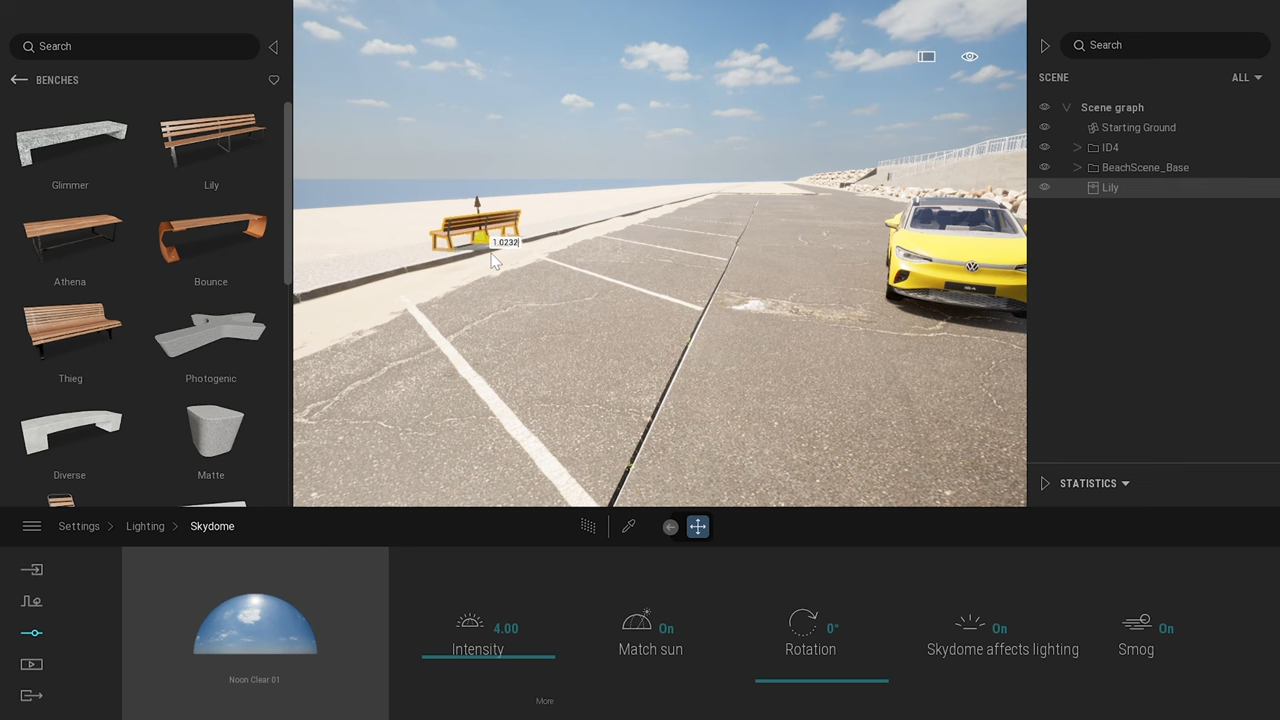 Search
BENCHES
Glimmer
Lily
Athena
Bounce
Thieg
Photogenic
Diverse
Matte
1.0232
Search
SCENE
ALL
Scene graph
Starting Ground
ID4
BeachScene_Base
Lily
STATISTICS
Settings
Lighting
Skydome
Noon Clear 01
4.00
Intensity
On
Match sun
0°
Rotation
On
Skydome affects lighting
On
Smog
More